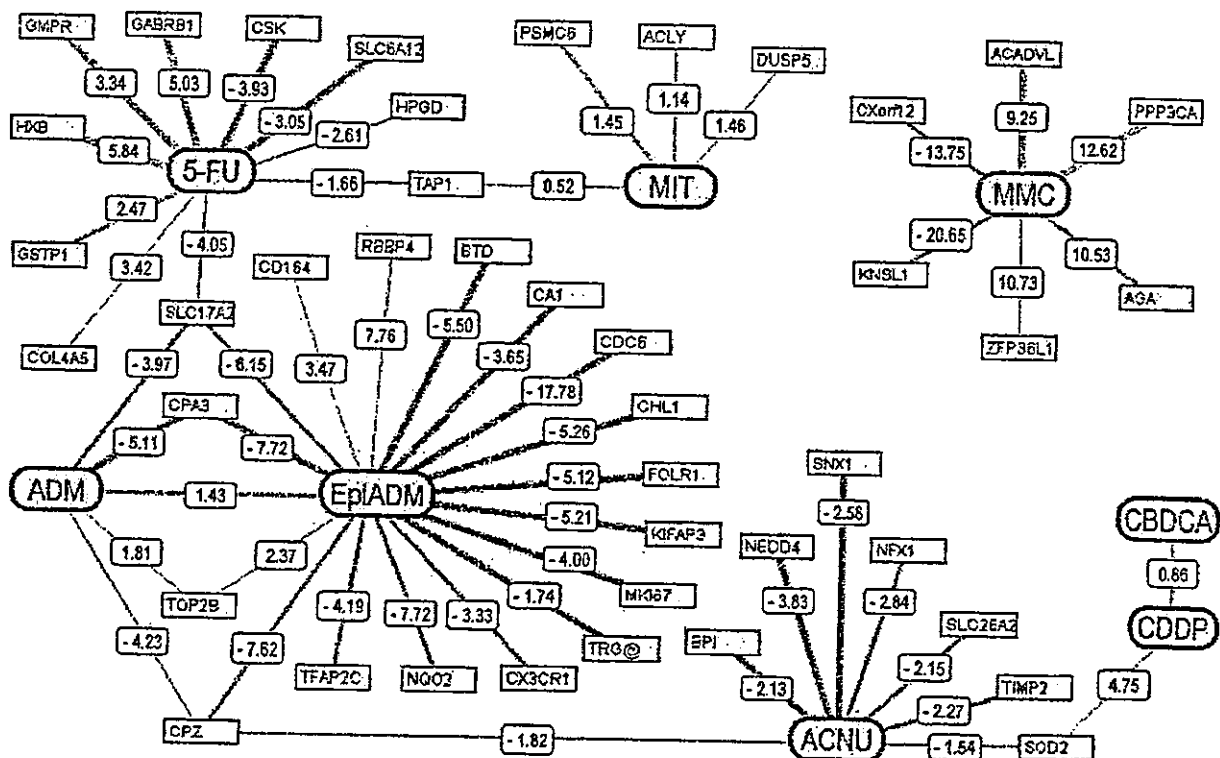 GMPR GABRB1 CSK SLC6A12 PSMC6 ACLY DUSP5 ACADVL
3.34 5.03 - 3.93 - 3.05 1.45 1.14 1.46 9.25
HXB HPGD CXorf12 PPP3CA
5.84 - 2.61 - 13.75 12.62
5-FU - 1.66 TAP1 0.52 MIT MMC
2.47 - 4.05 - 20.65 10.73 10.53
GSTP1 3.42 CD164 RBBP4 BTD KNSL1 AGA
COL4A5 SLC17A2 3.47 7.76 - 5.50 CA1 ZFP36L1
- 3.97 - 6.15 - 3.65 CDC6
CPA3 - 17.78 CHL1
- 5.11 - 7.72 - 5.26
ADM 1.43 EpiADM - 5.12 FOLR1 SNX1
- 5.21 KIFAP3 - 2.58 CBDCA
1.81 2.37 - 4.00 MKI67 NEDD4 NFX1 0.86
TOP2B - 4.19 - 7.72 - 3.33 - 1.74 - 3.83 - 2.84 CDDP
- 4.23 - 7.62 TRG@ EPI SLC26A2
TFAP2C NQO2 CX3CR1 - 2.13 - 2.15 TIMP2 4.75
CPZ - 1.82 ACNU - 2.27
- 1.54 SOD2